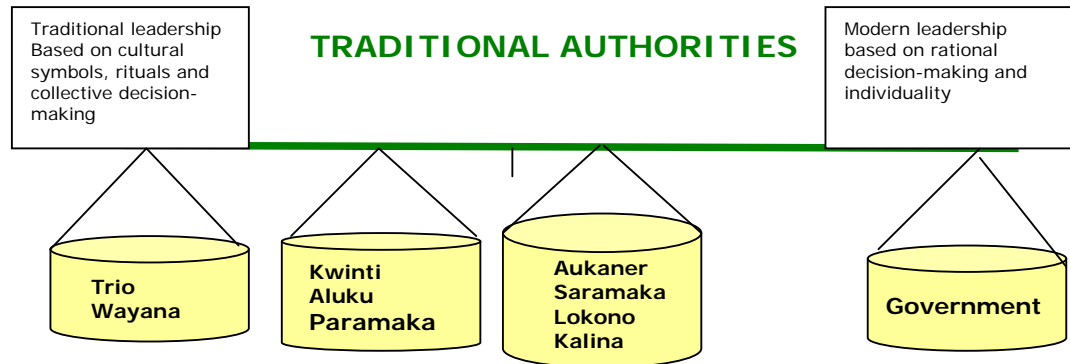 Traditional leadership
Based on cultural
symbols, rituals and
collective decision-
making
TRADITIONAL AUTHORITIES
Modern leadership
based on rational
decision-making and
individuality
Trio
Wayana
Kwinti
Aluku
Paramaka
Aukaner
Saramaka
Lokono
Kalina
Government